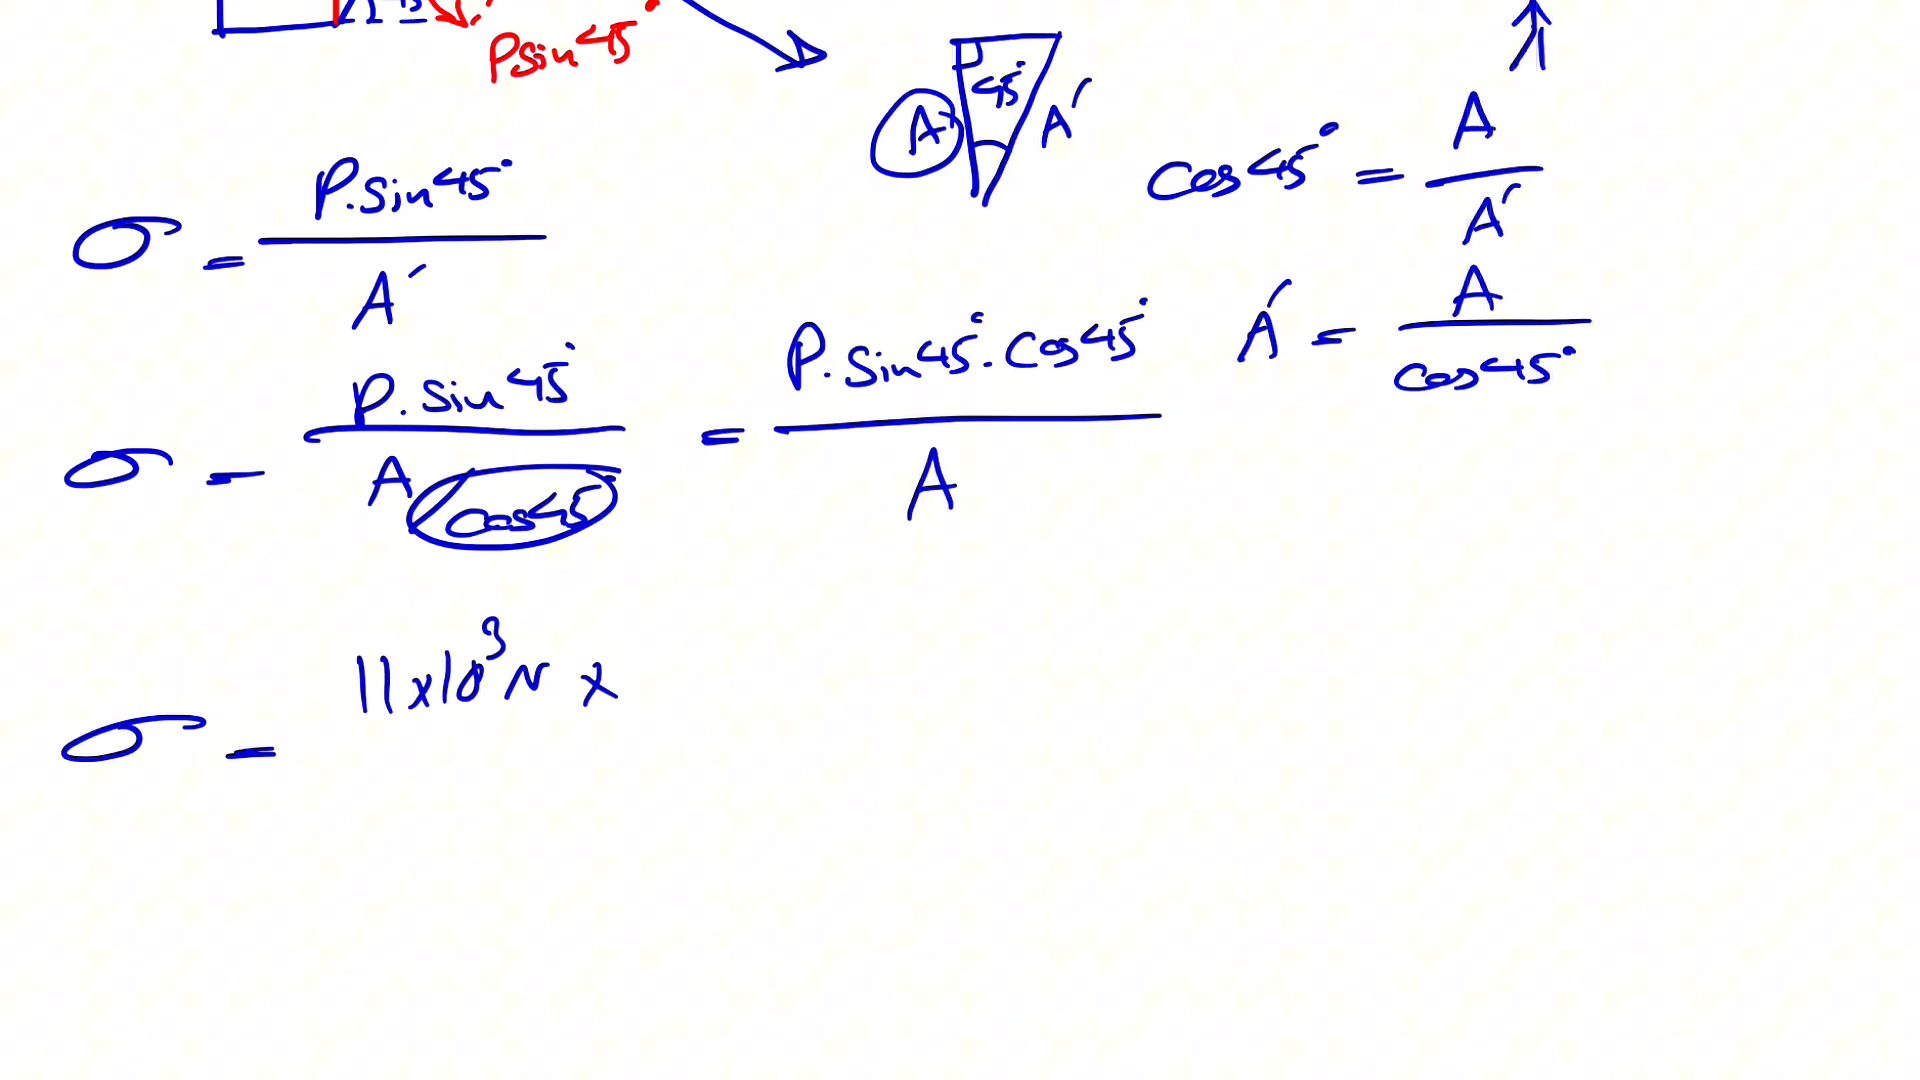 Psin45°
45°
A
A′
cos45° = A / A′
σ = P.sin45° / A′
A′ = A / cos45°
σ = P.sin45° / A/cos45° = P.sin45°.cos45° / A
σ = 11x10³N x